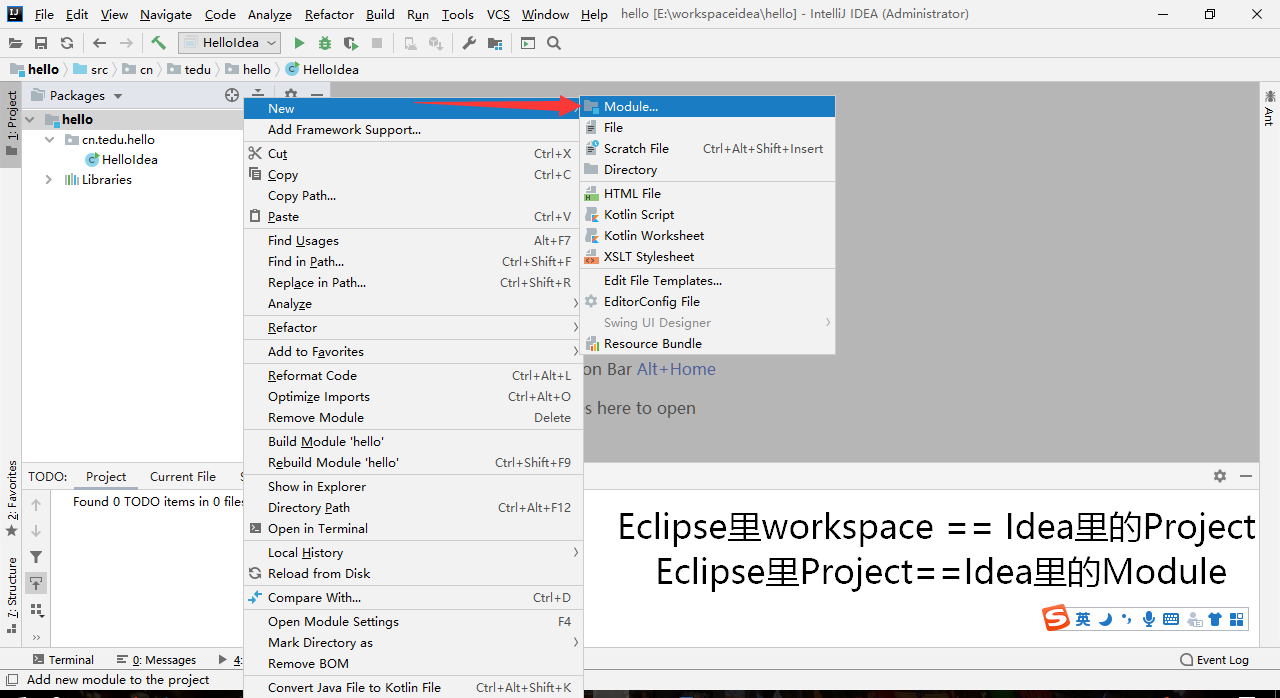 File Edit View Navigate Code Analyze Refactor Build Run Tools VCS Window Help hello [E:\workspaceidea\hello] - IntelliJ IDEA (Administrator)
HelloIdea
hello src cn tedu hello HelloIdea
1: Project
Packages
hello
cn.tedu.hello
HelloIdea
Libraries
New
Add Framework Support...
Cut Ctrl+X
Copy Ctrl+C
Copy Path...
Paste Ctrl+V
Find Usages Alt+F7
Find in Path... Ctrl+Shift+F
Replace in Path... Ctrl+Shift+R
Analyze
Refactor
Add to Favorites
Reformat Code Ctrl+Alt+L
Optimize Imports Ctrl+Alt+O
Remove Module Delete
Build Module 'hello'
Rebuild Module 'hello' Ctrl+Shift+F9
Show in Explorer
Directory Path Ctrl+Alt+F12
Open in Terminal
Local History
Reload from Disk
Compare With... Ctrl+D
Open Module Settings F4
Mark Directory as
Remove BOM
Convert Java File to Kotlin File Ctrl+Alt+Shift+K
Module...
File
Scratch File Ctrl+Alt+Shift+Insert
Directory
HTML File
Kotlin Script
Kotlin Worksheet
XSLT Stylesheet
Edit File Templates...
EditorConfig File
Swing UI Designer
Resource Bundle
on Bar Alt+Home
s here to open
Ant
2: Favorites
7: Structure
TODO: Project Current File
Found 0 TODO items in 0 files
Eclipse里workspace == Idea里的Project
Eclipse里Project==Idea里的Module
英
Terminal 0: Messages 4: Event Log
Add new module to the project